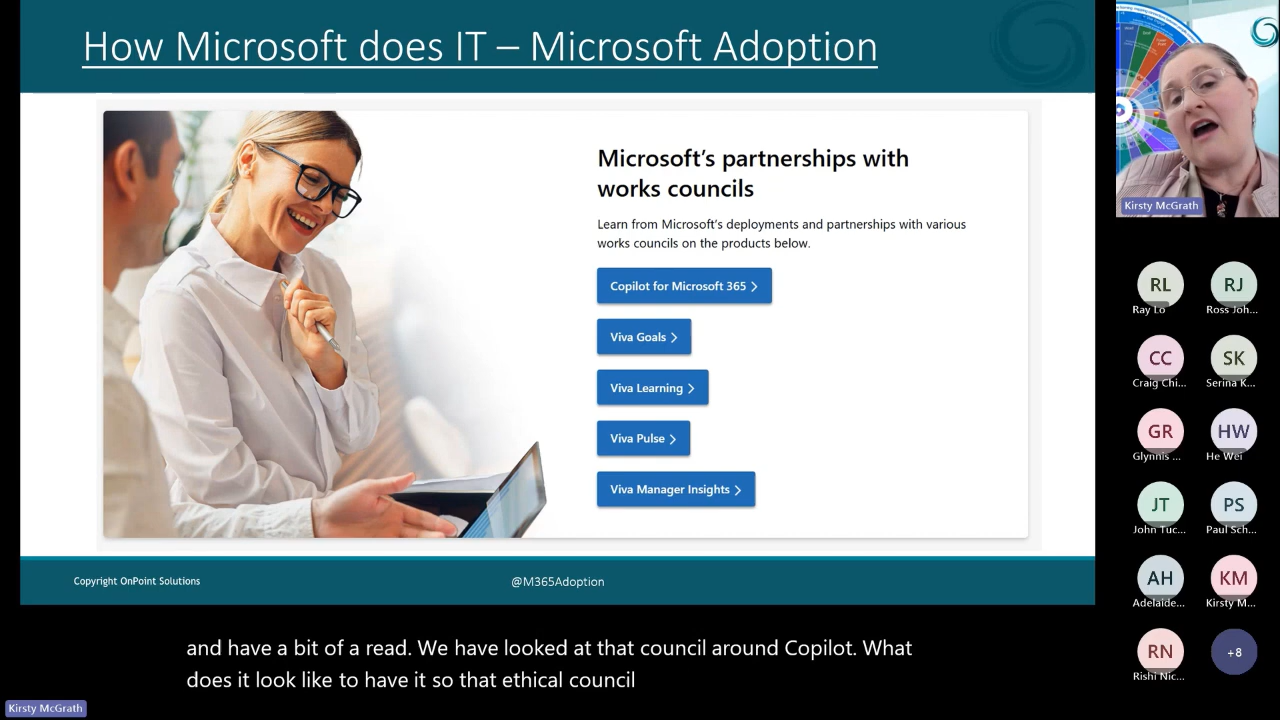 How Microsoft does IT – Microsoft Adoption
Microsoft’s partnerships with
works councils
Learn from Microsoft’s deployments and partnerships with various
works councils on the products below.
Copilot for Microsoft 365
Viva Goals
Viva Learning
Viva Pulse
Viva Manager Insights
Copyright OnPoint Solutions
@M365Adoption
and have a bit of a read. We have looked at that council around Copilot. What
does it look like to have it so that ethical council
Kirsty McGrath
Kirsty McGrath
RL
RJ
Ray Lo
Ross Joh...
CC
SK
Craig Chi...
Serina K...
GR
HW
Glynnis ...
He Wei
JT
PS
John Tuc...
Paul Sch...
AH
KM
Adelaide...
Kirsty M...
RN
+8
Rishi Nic...